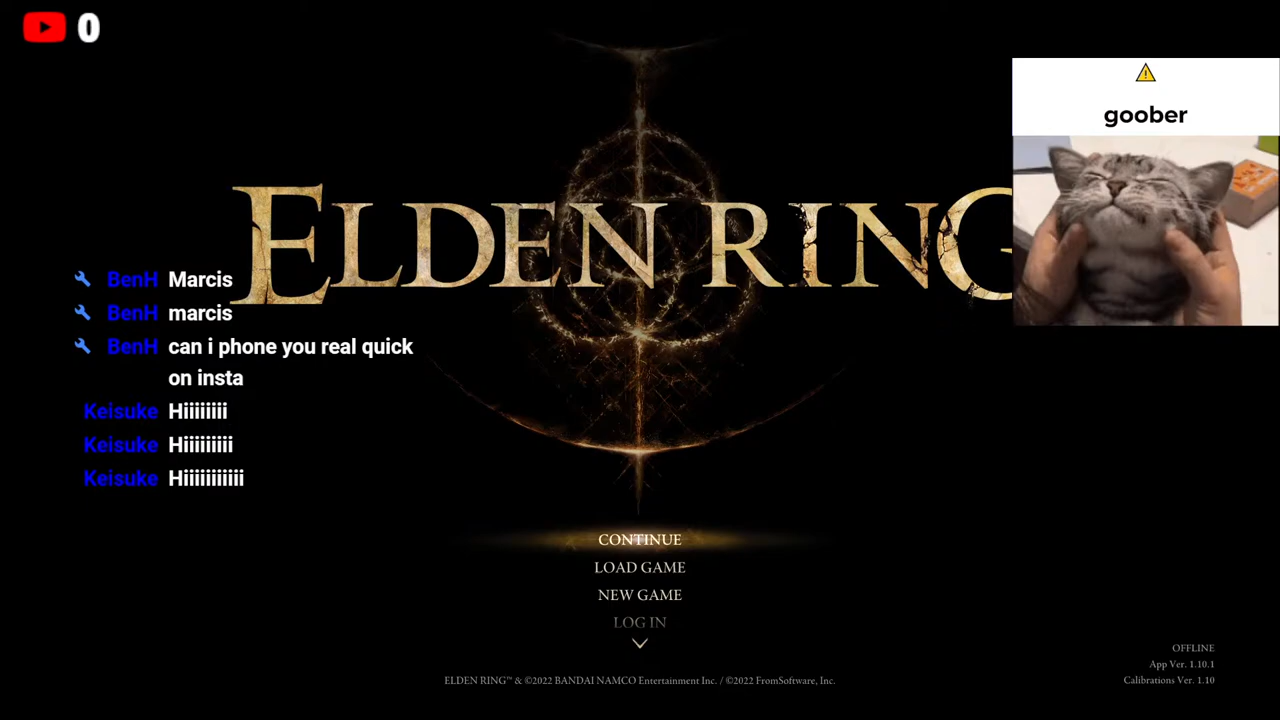 0
goober
ELDEN RING
BenH Marcis
BenH marcis
BenH can i phone you real quick
on insta
Keisuke Hiiiiiiii
Keisuke Hiiiiiiiii
Keisuke Hiiiiiiiiiii
CONTINUE
LOAD GAME
NEW GAME
LOG IN
OFFLINE
App Ver. 1.10.1
Calibrations Ver. 1.10
ELDEN RING™ & ©2022 BANDAI NAMCO Entertainment Inc. / ©2022 FromSoftware, Inc.